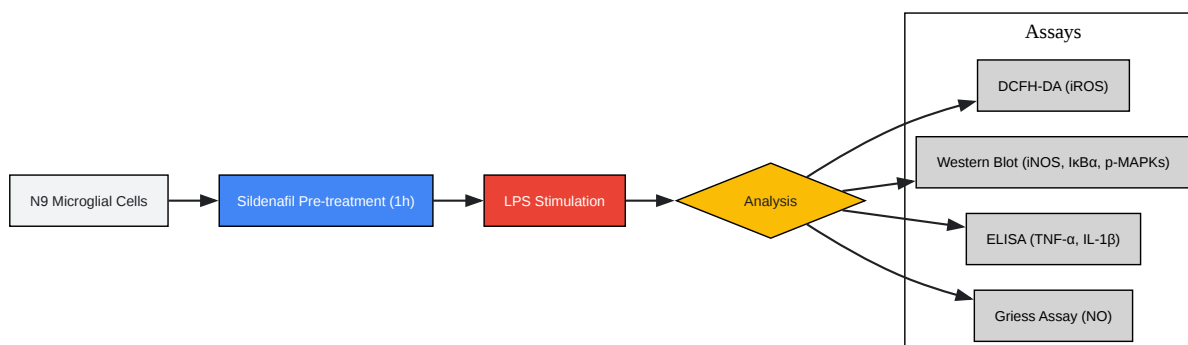 Assays
DCFH-DA (iROS)
Western Blot (iNOS, IκBα, p-MAPKs)
N9 Microglial Cells
Sildenafil Pre-treatment (1h)
LPS Stimulation
Analysis
ELISA (TNF-α, IL-1β)
Griess Assay (NO)